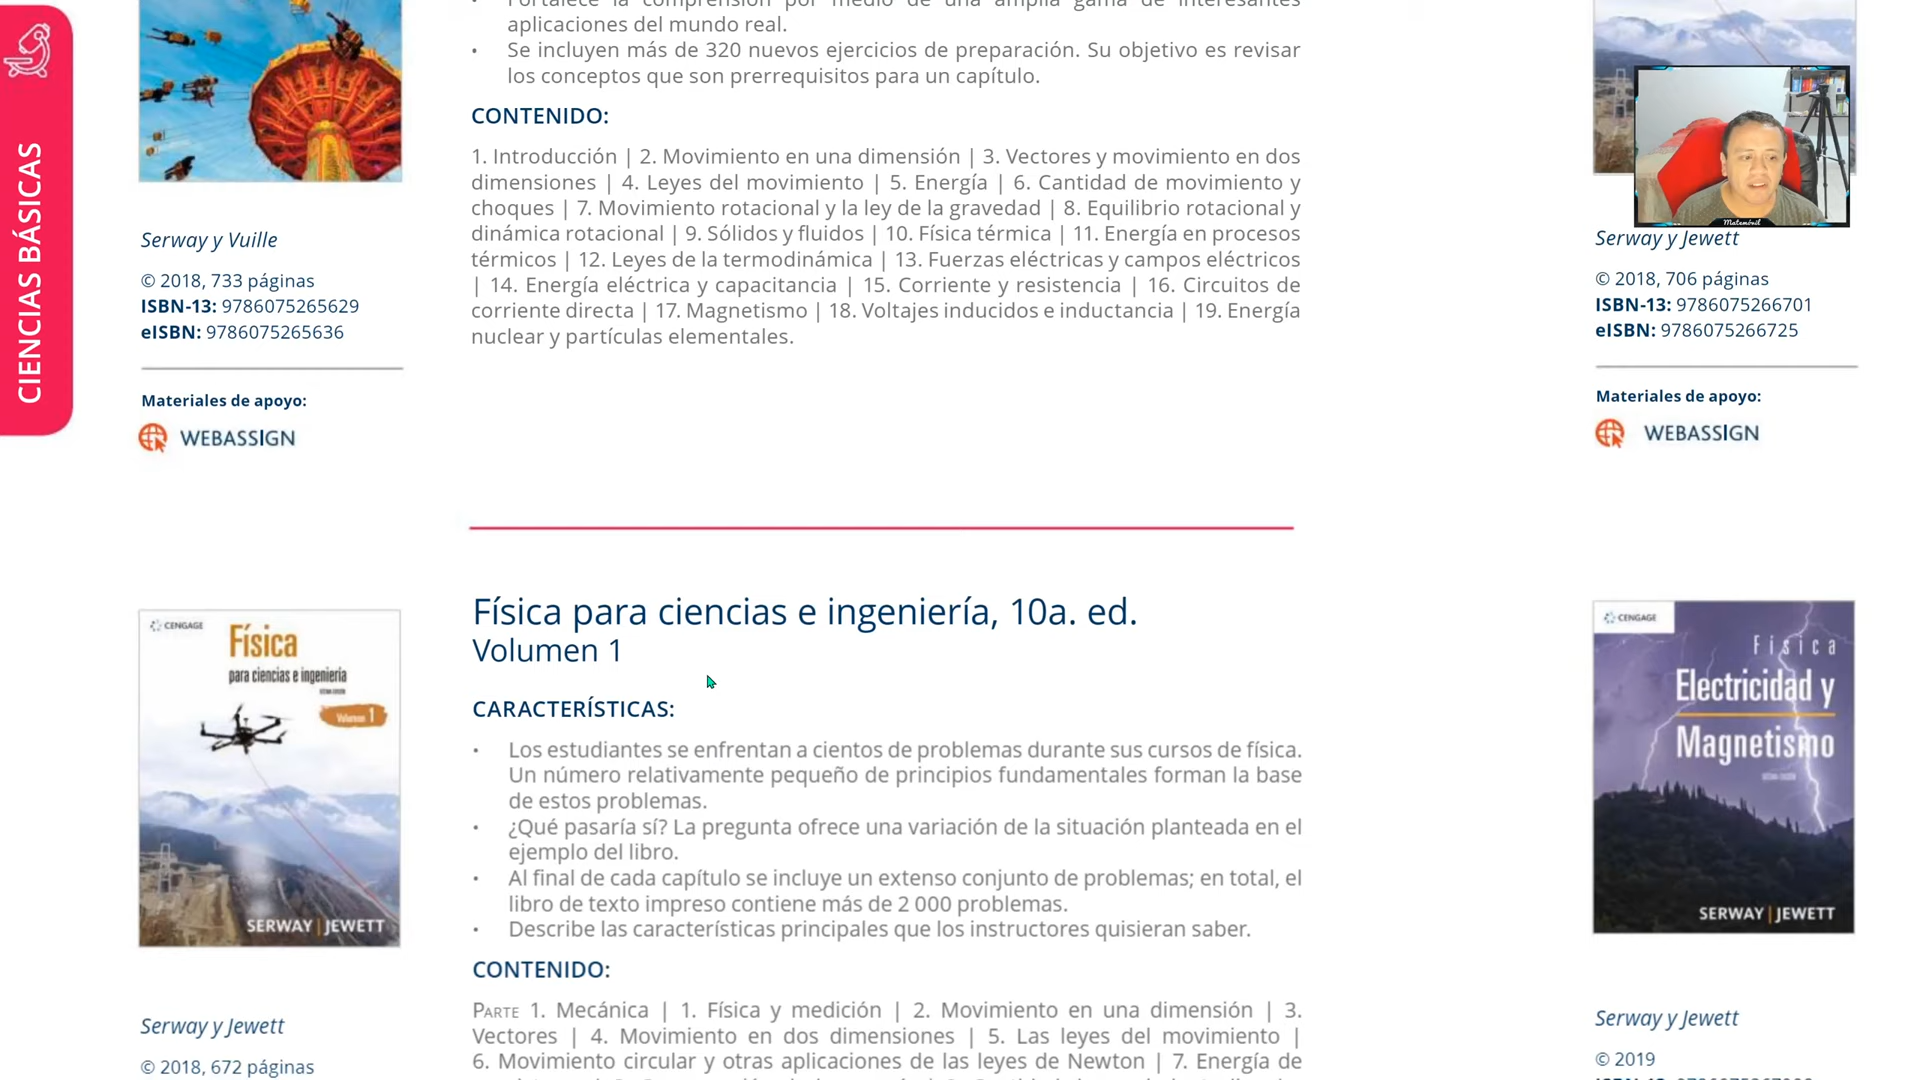 CIENCIAS BÁSICAS
Serway y Vuille
© 2018, 733 páginas
ISBN-13: 9786075265629
eISBN: 9786075265636
Materiales de apoyo:
WEBASSIGN
aplicaciones del mundo real.
• Se incluyen más de 320 nuevos ejercicios de preparación. Su objetivo es revisar
los conceptos que son prerrequisitos para un capítulo.
CONTENIDO:
1. Introducción | 2. Movimiento en una dimensión | 3. Vectores y movimiento en dos
dimensiones | 4. Leyes del movimiento | 5. Energía | 6. Cantidad de movimiento y
choques | 7. Movimiento rotacional y la ley de la gravedad | 8. Equilibrio rotacional y
dinámica rotacional | 9. Sólidos y fluidos | 10. Física térmica | 11. Energía en procesos
térmicos | 12. Leyes de la termodinámica | 13. Fuerzas eléctricas y campos eléctricos
| 14. Energía eléctrica y capacitancia | 15. Corriente y resistencia | 16. Circuitos de
corriente directa | 17. Magnetismo | 18. Voltajes inducidos e inductancia | 19. Energía
nuclear y partículas elementales.
Matemóvil
Serway y Jewett
© 2018, 706 páginas
ISBN-13: 9786075266701
eISBN: 9786075266725
Materiales de apoyo:
WEBASSIGN
CENGAGE
Física
para ciencias e ingeniería
Volumen 1
SERWAY | JEWETT
Serway y Jewett
© 2018, 672 páginas
Física para ciencias e ingeniería, 10a. ed.
Volumen 1
CARACTERÍSTICAS:
• Los estudiantes se enfrentan a cientos de problemas durante sus cursos de física.
Un número relativamente pequeño de principios fundamentales forman la base
de estos problemas.
• ¿Qué pasaría sí? La pregunta ofrece una variación de la situación planteada en el
ejemplo del libro.
• Al final de cada capítulo se incluye un extenso conjunto de problemas; en total, el
libro de texto impreso contiene más de 2 000 problemas.
• Describe las características principales que los instructores quisieran saber.
CONTENIDO:
Parte 1. Mecánica | 1. Física y medición | 2. Movimiento en una dimensión | 3.
Vectores | 4. Movimiento en dos dimensiones | 5. Las leyes del movimiento |
6. Movimiento circular y otras aplicaciones de las leyes de Newton | 7. Energía de
CENGAGE
Física
Electricidad y
Magnetismo
SERWAY | JEWETT
Serway y Jewett
© 2019